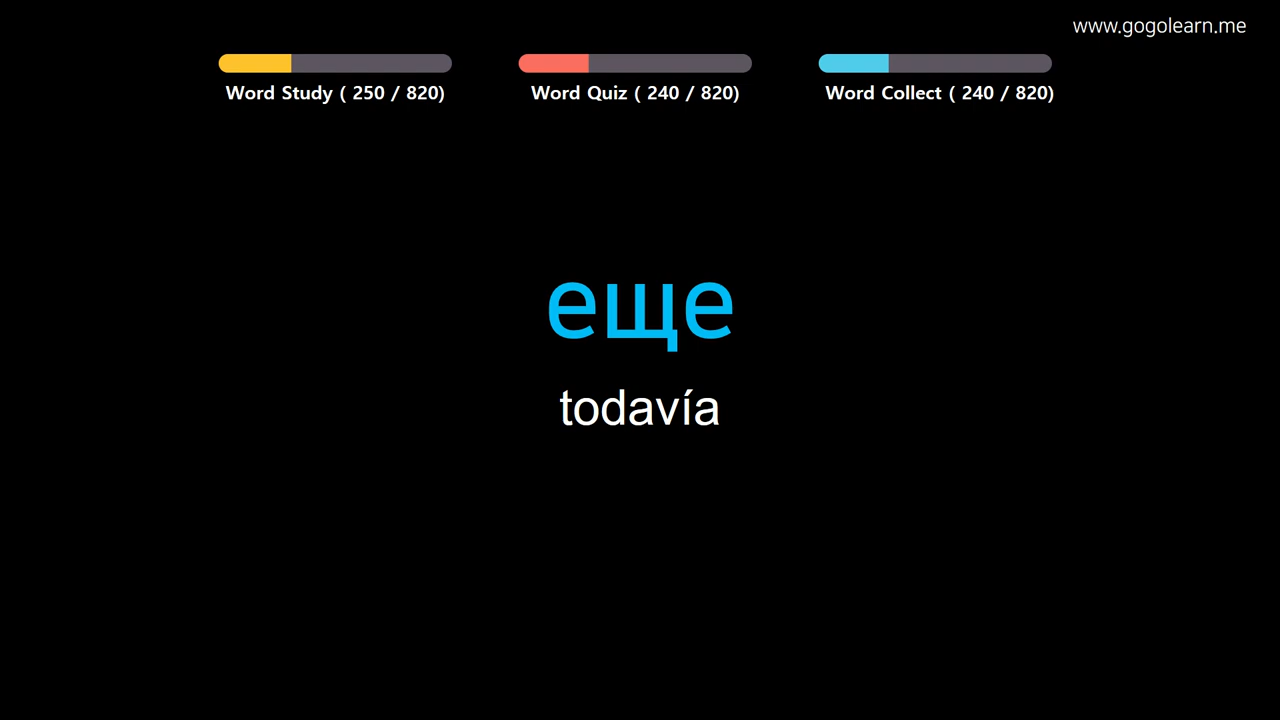 www.gogolearn.me
Word Study ( 250 / 820)
Word Quiz ( 240 / 820)
Word Collect ( 240 / 820)
еще
todavía